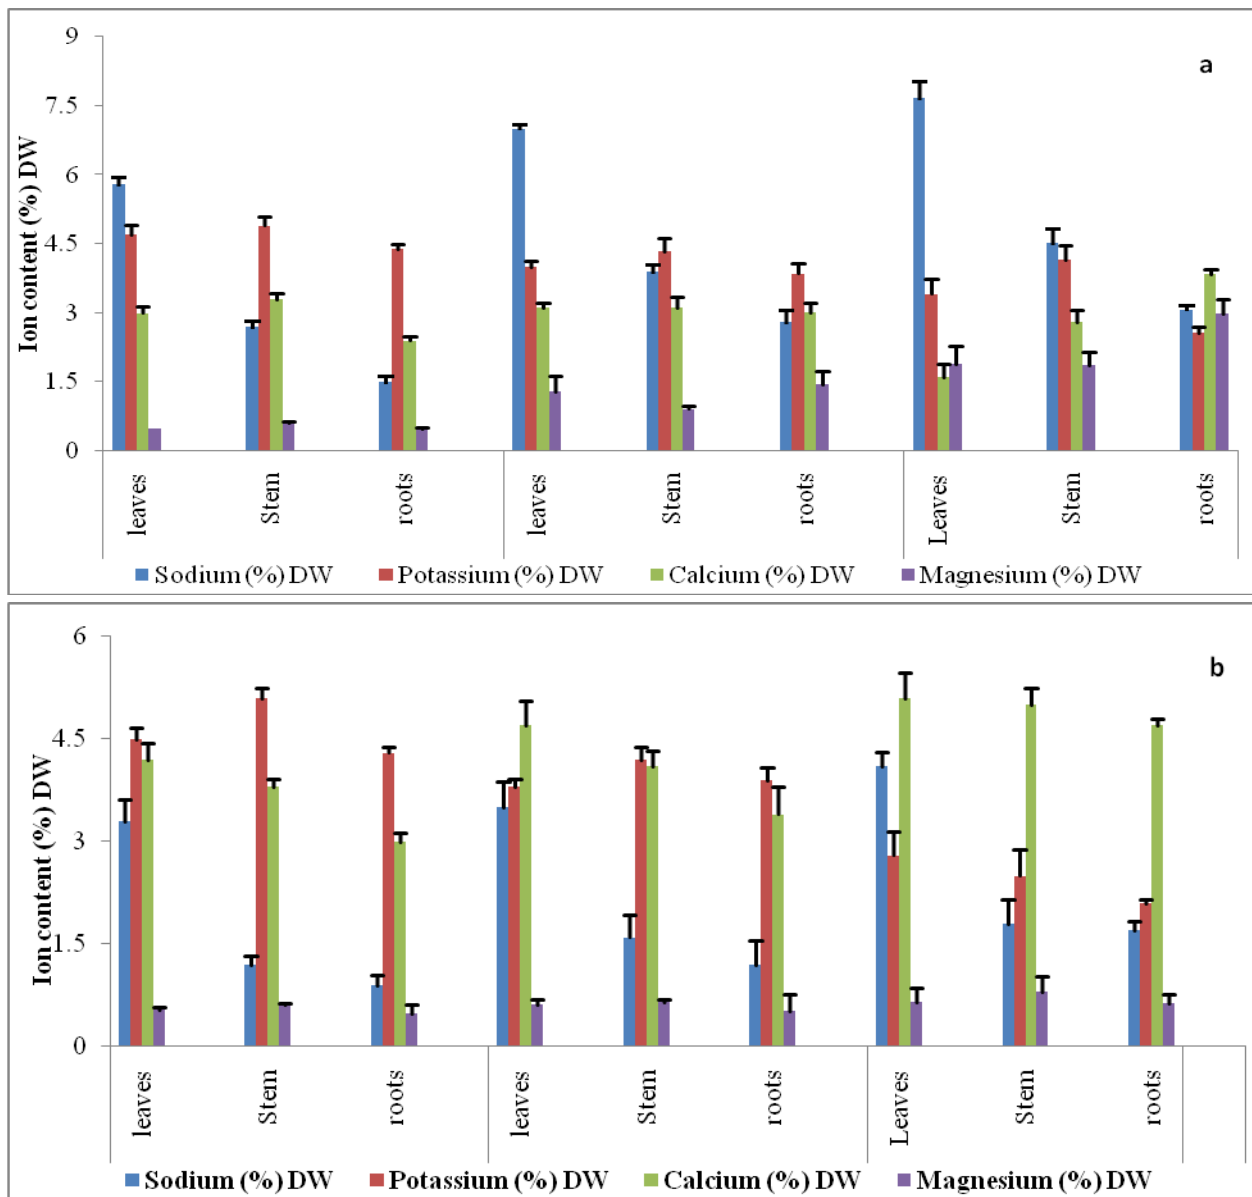 a
Ion content (%) DW
9
7.5
6
4.5
3
1.5
0
leaves Stem roots leaves Stem roots Leaves Stem roots
Sodium (%) DW Potassium (%) DW Calcium (%) DW Magnesium (%) DW
b
Ion content (%) DW
6
4.5
3
1.5
0
leaves Stem roots leaves Stem roots Leaves Stem roots
Sodium (%) DW Potassium (%) DW Calcium (%) DW Magnesium (%) DW